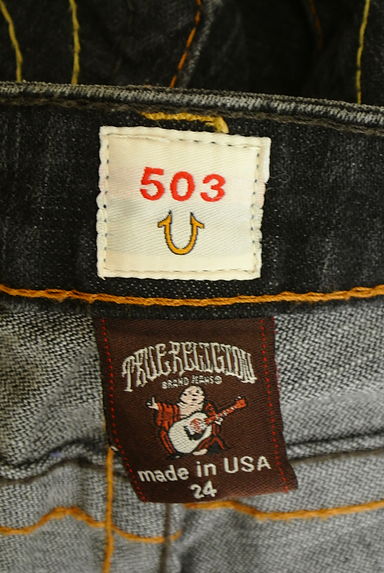 503
TRUE RELIGION
BRAND JEANS®
made in USA
24